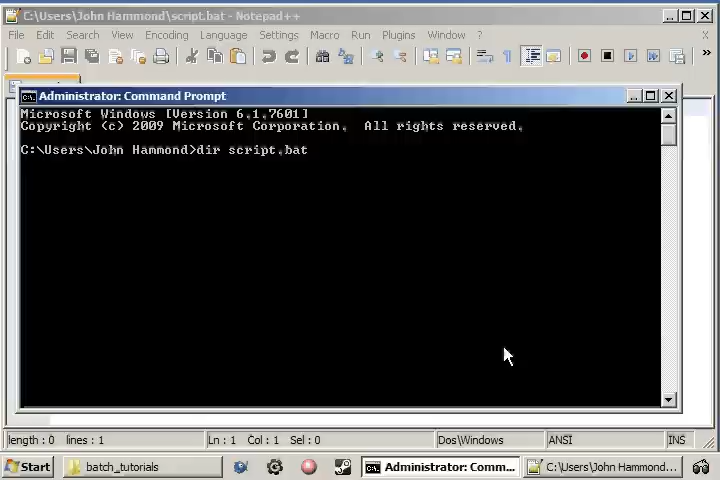 C:\Users\John Hammond\script.bat - Notepad++
File Edit Search View Encoding Language Settings Macro Run Plugins Window ?
Administrator: Command Prompt
Microsoft Windows [Version 6.1.7601]
Copyright (c) 2009 Microsoft Corporation. All rights reserved.
C:\Users\John Hammond>dir script.bat
length : 0 lines : 1
Ln : 1 Col : 1 Sel : 0
Dos\Windows
ANSI
INS
Start
batch_tutorials
Administrator: Comm...
C:\Users\John Hammond...